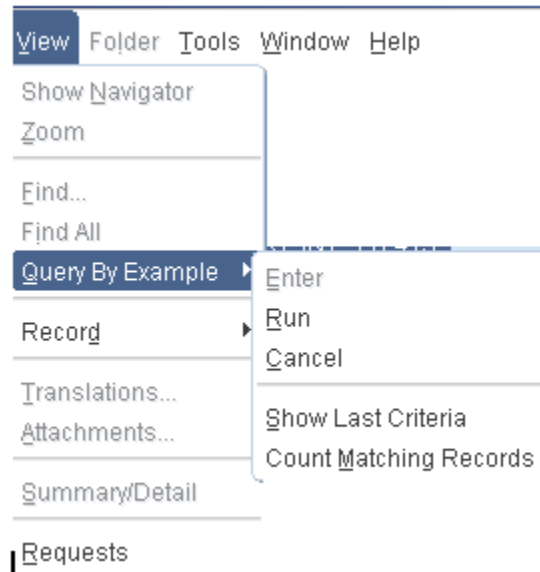 View Folder Tools Window Help
Show Navigator
Zoom
Find...
Find All
Query By Example
Enter
Run
Cancel
Show Last Criteria
Count Matching Records
Record
Translations...
Attachments...
Summary/Detail
Requests